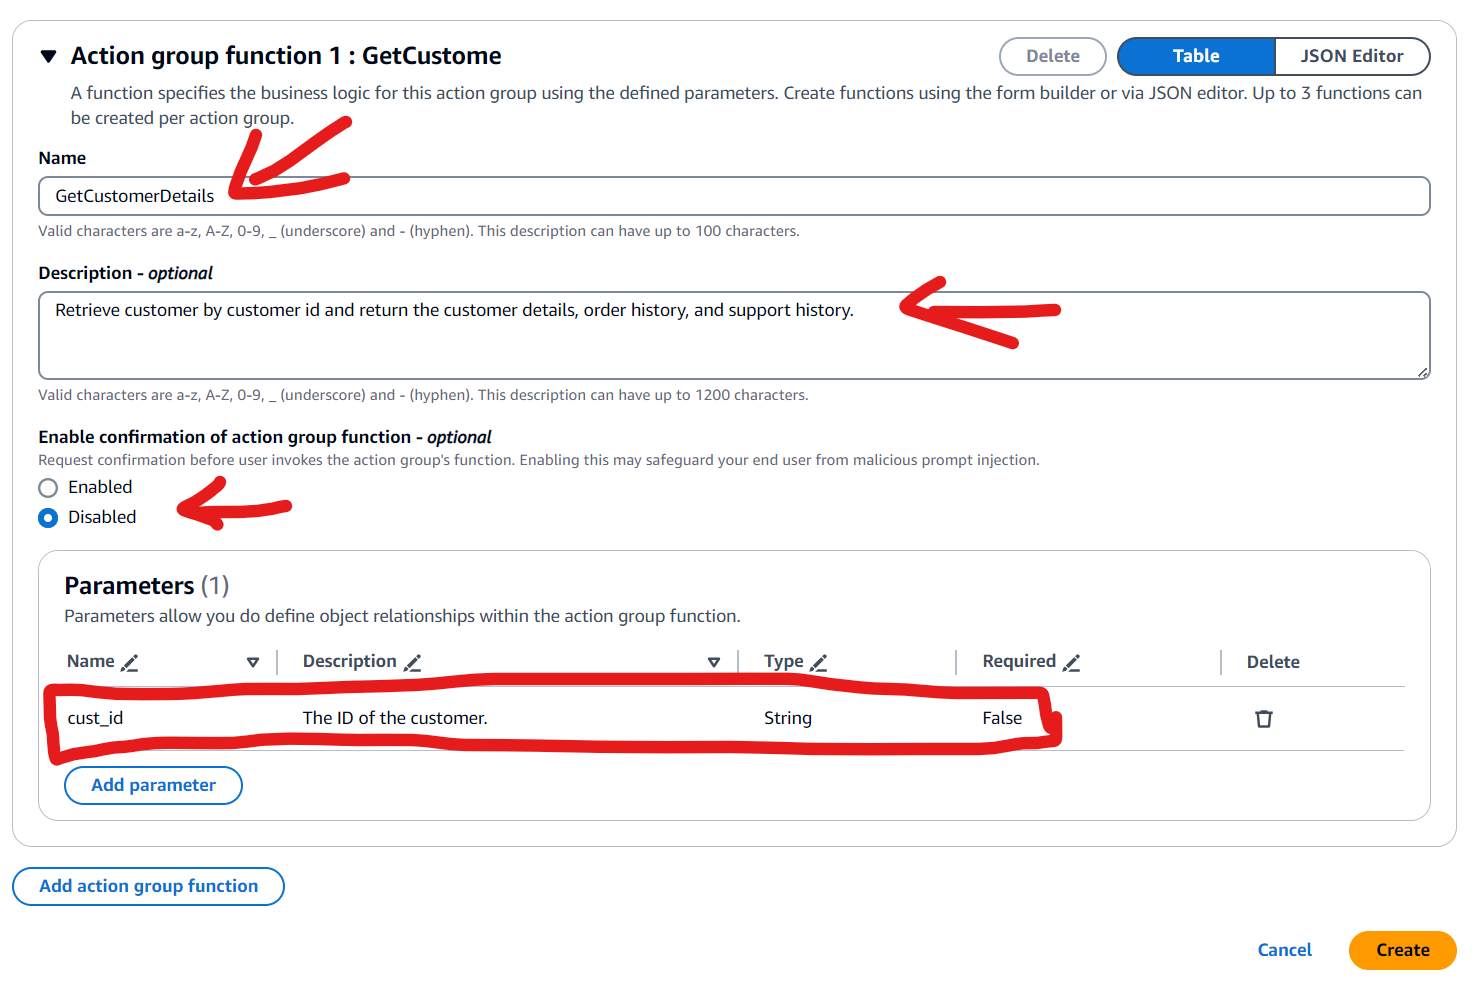 Action group function 1 : GetCustome
Delete
Table
JSON Editor
A function specifies the business logic for this action group using the defined parameters. Create functions using the form builder or via JSON editor. Up to 3 functions can
be created per action group.
Name
GetCustomerDetails
Valid characters are a-z, A-Z, 0-9, _ (underscore) and - (hyphen). This description can have up to 100 characters.
Description - optional
Retrieve customer by customer id and return the customer details, order history, and support history.
Valid characters are a-z, A-Z, 0-9, _ (underscore) and - (hyphen). This description can have up to 1200 characters.
Enable confirmation of action group function - optional
Request confirmation before user invokes the action group's function. Enabling this may safeguard your end user from malicious prompt injection.
Enabled
Disabled
Parameters (1)
Parameters allow you do define object relationships within the action group function.
Name Description Type Required Delete
cust_id The ID of the customer. String False
Add parameter
Add action group function
Cancel
Create